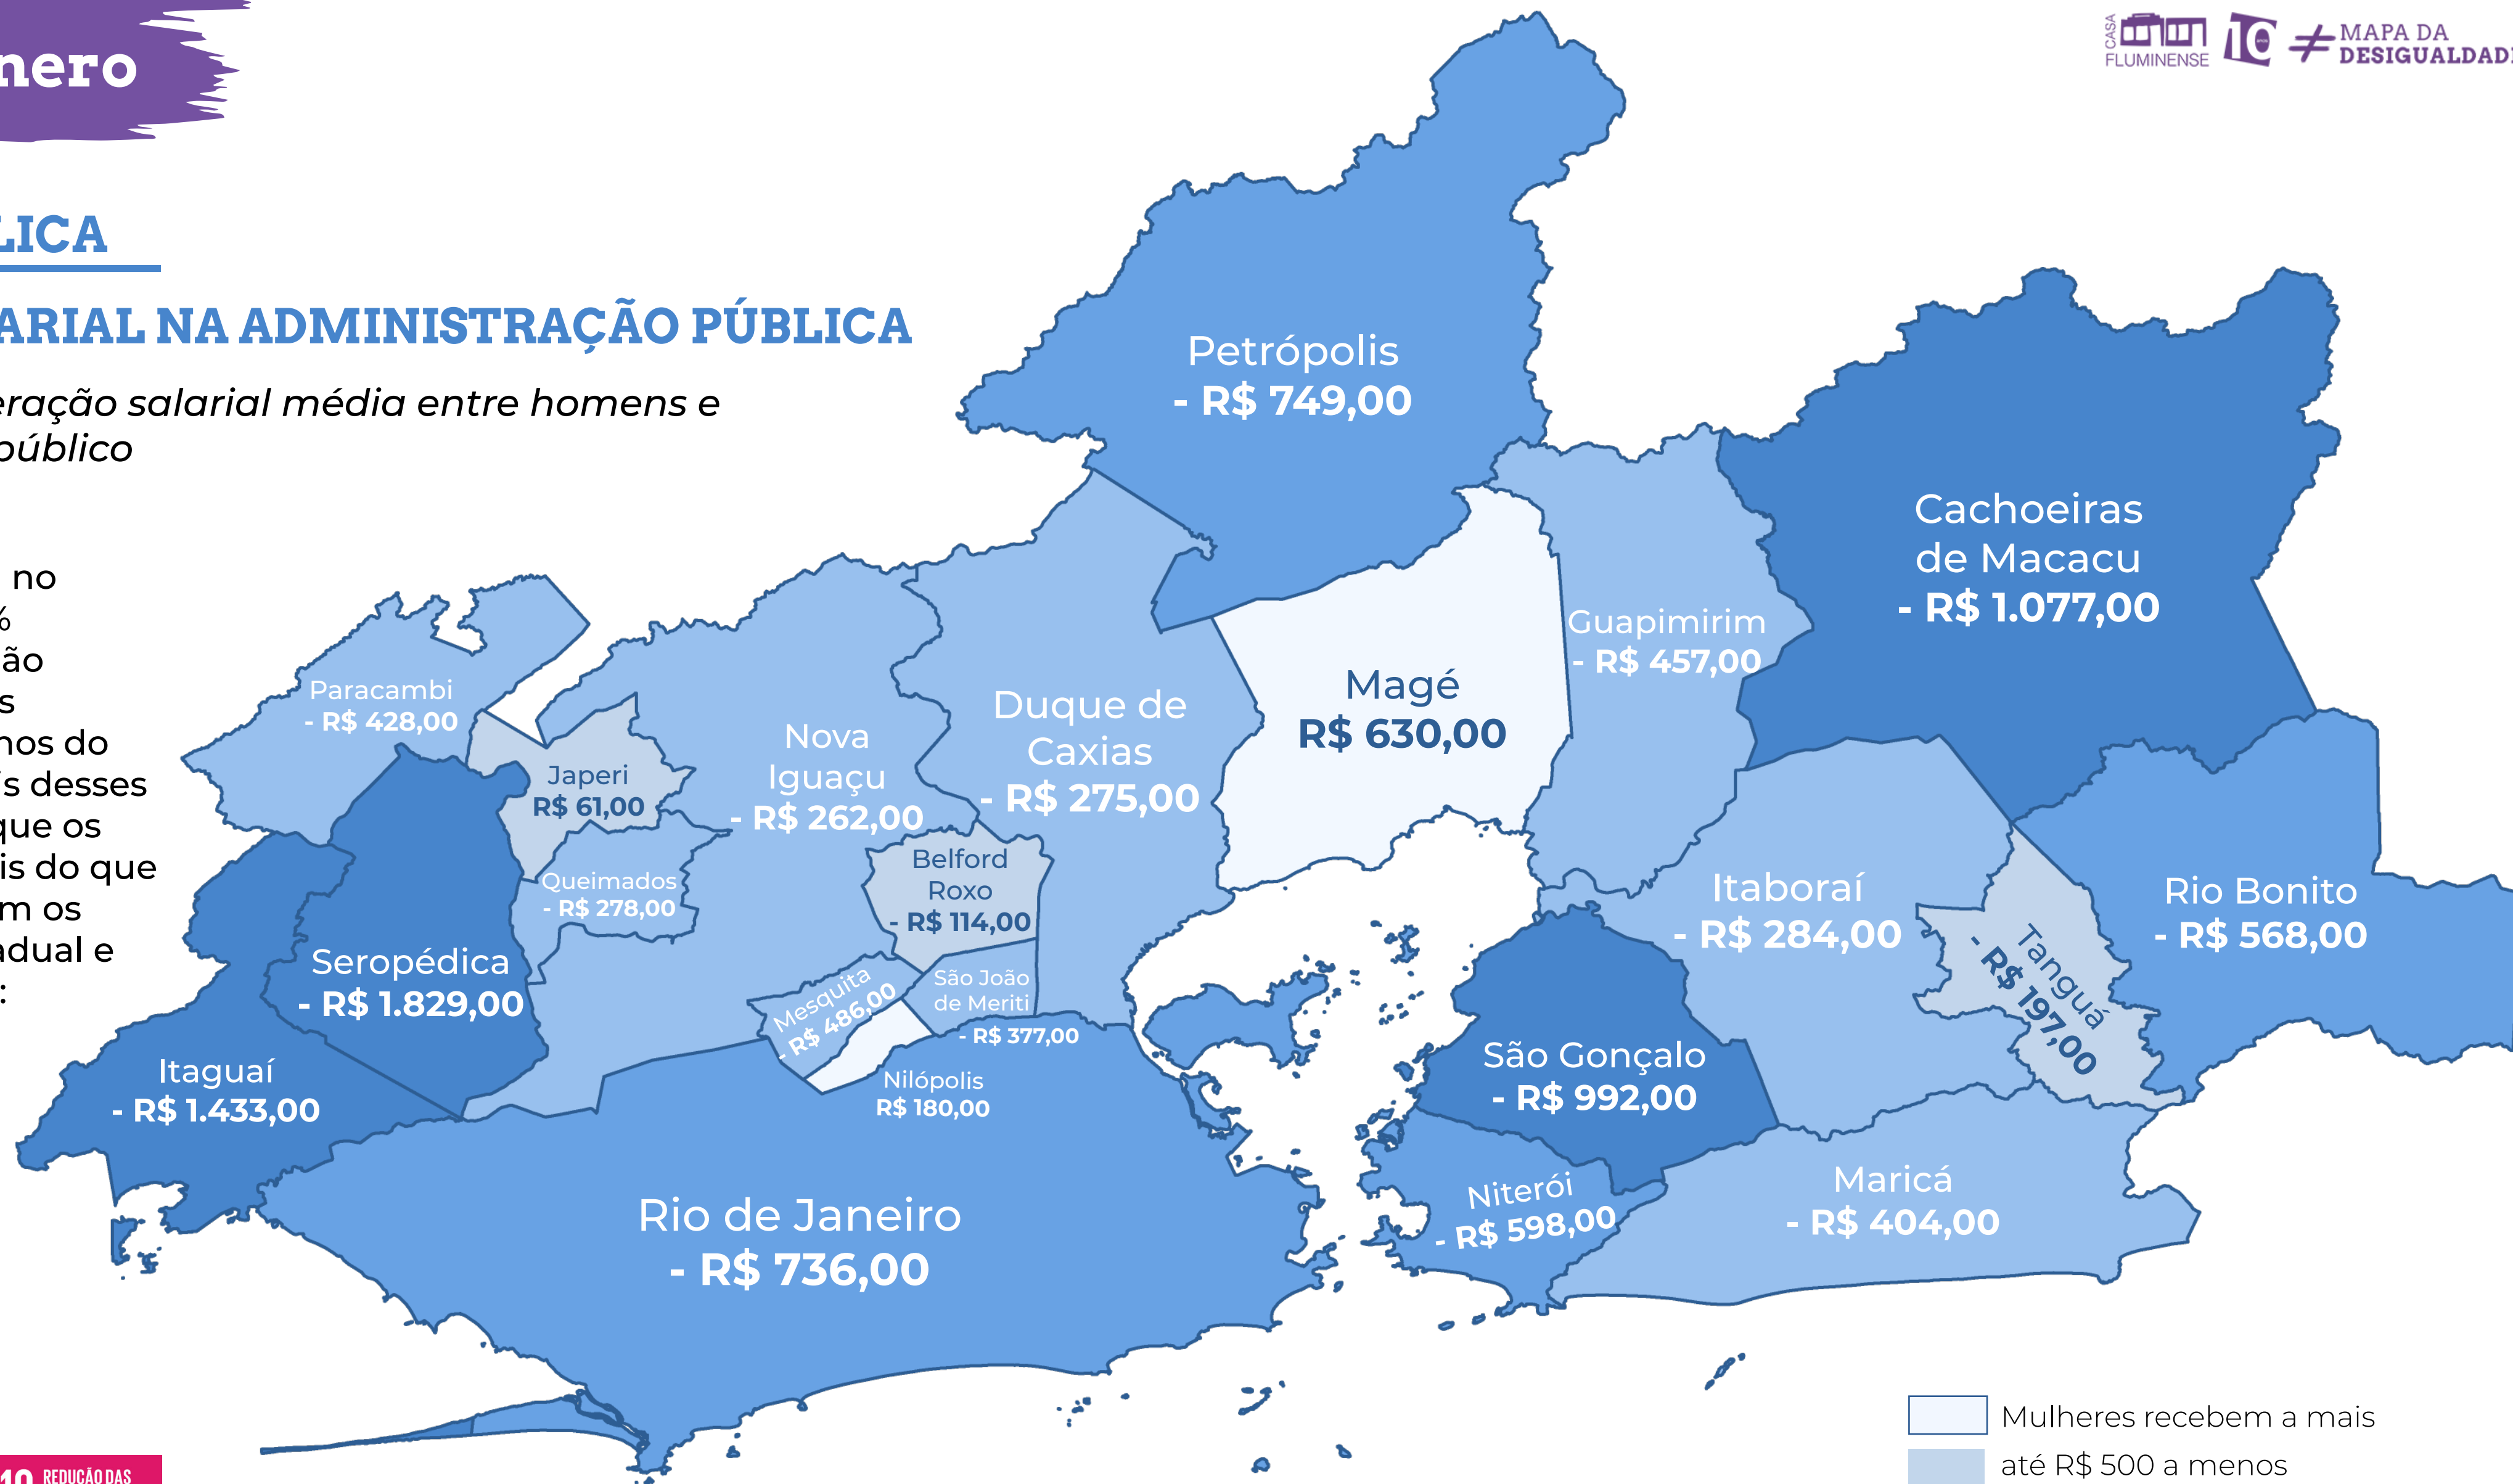 nero
CASA
FLUMINENSE
10
anos
≠ MAPA DA
DESIGUALDADE
LICA
ARIAL NA ADMINISTRAÇÃO PÚBLICA
eração salarial média entre homens e
público
no
%
ão
s
nos do
is desses
que os
is do que
m os
adual e
:
Petrópolis
- R$ 749,00
Cachoeiras
de Macacu
- R$ 1.077,00
Guapimirim
- R$ 457,00
Magé
R$ 630,00
Paracambi
- R$ 428,00
Japeri
R$ 61,00
Nova
Iguaçu
- R$ 262,00
Duque de
Caxias
- R$ 275,00
Queimados
- R$ 278,00
Belford
Roxo
- R$ 114,00
Itaboraí
- R$ 284,00
Tanguá
- R$ 197,00
Rio Bonito
- R$ 568,00
Seropédica
- R$ 1.829,00
Mesquita
- R$ 486,00
São João
de Meriti
- R$ 377,00
Nilópolis
R$ 180,00
Itaguaí
- R$ 1.433,00
São Gonçalo
- R$ 992,00
Niterói
- R$ 598,00
Maricá
- R$ 404,00
Rio de Janeiro
- R$ 736,00
Mulheres recebem a mais
até R$ 500 a menos
10 REDUÇÃO DAS